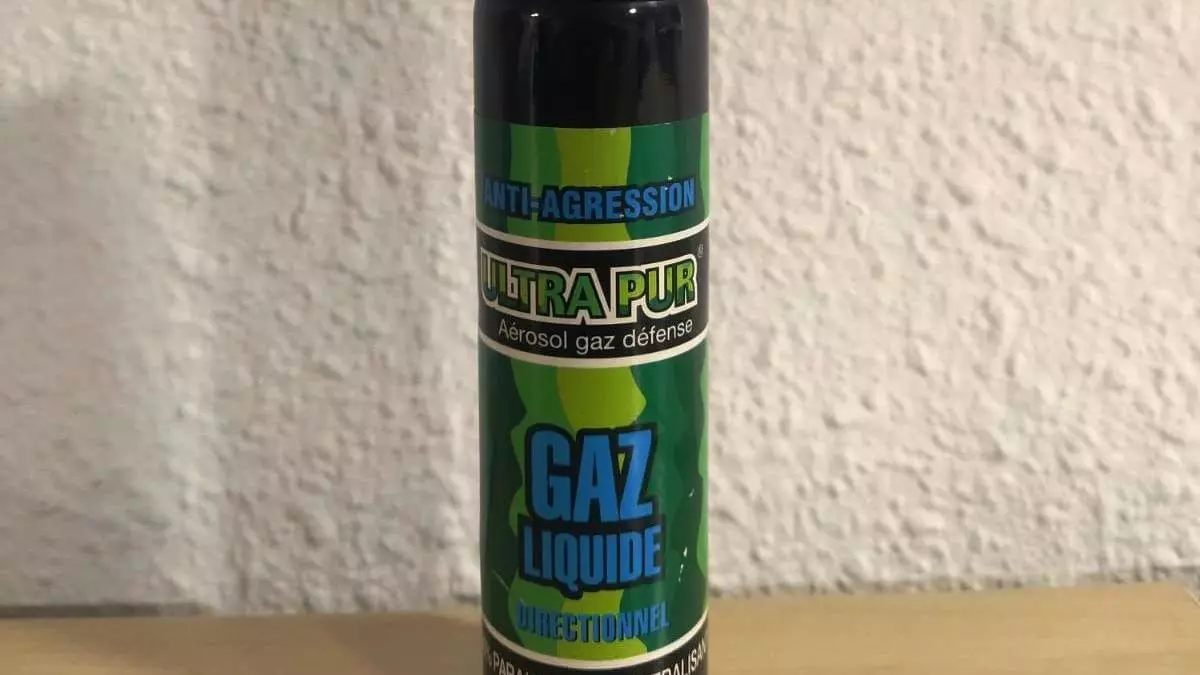 ANTI-AGRESSION
ULTRA PUR®
Aérosol gaz défense
GAZ
LIQUIDE
DIRECTIONNEL